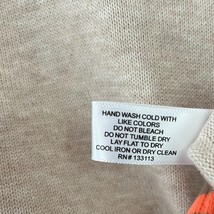 HAND WASH COLD WITH
LIKE COLORS
DO NOT BLEACH
DO NOT TUMBLE DRY
LAY FLAT TO DRY
COOL IRON OR DRY CLEAN
RN# 133113